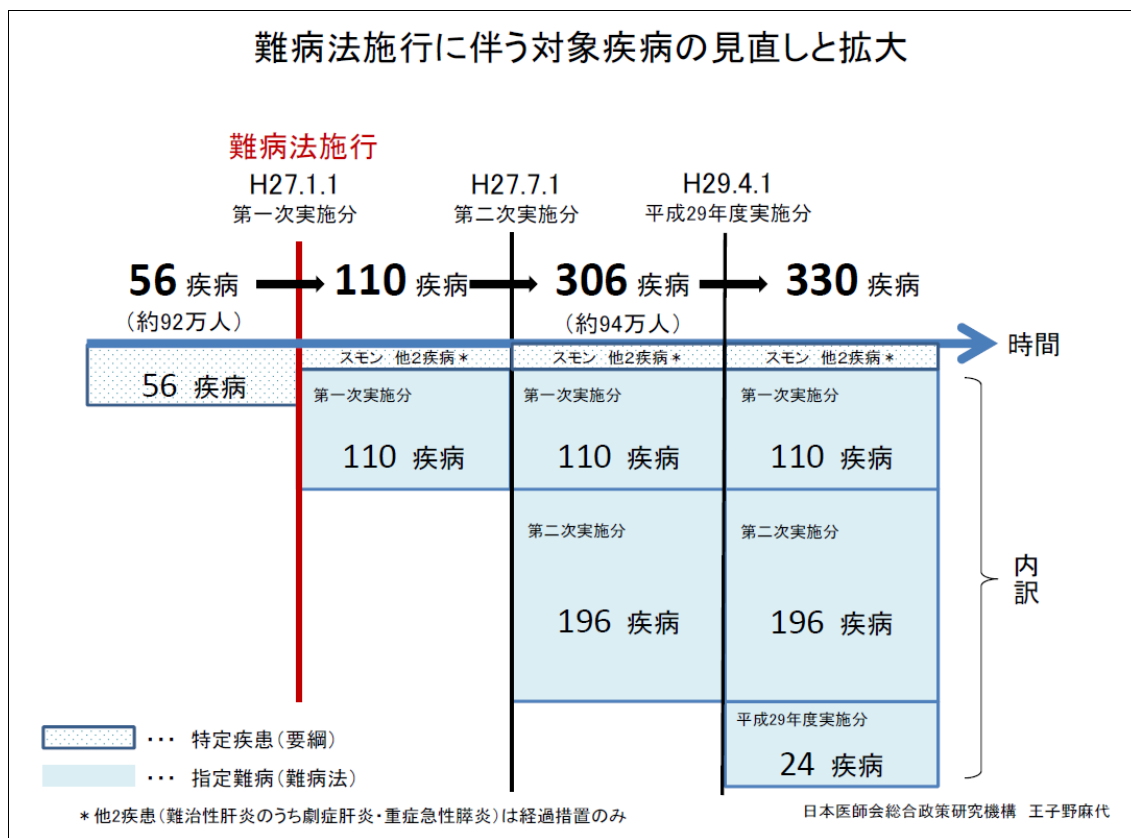 難病法施行に伴う対象疾病の見直しと拡大
難病法施行
H27.1.1
第一次実施分
H27.7.1
第二次実施分
H29.4.1
平成29年度実施分
56 疾病
110 疾病
306 疾病
330 疾病
（約92万人）
（約94万人）
時間
スモン 他2疾病＊
スモン 他2疾病＊
スモン 他2疾病＊
56 疾病
第一次実施分
第一次実施分
第一次実施分
110 疾病
110 疾病
110 疾病
第二次実施分
第二次実施分
196 疾病
196 疾病
内訳
平成29年度実施分
24 疾病
・・・ 特定疾患（要綱）
・・・ 指定難病（難病法）
＊他2疾患（難治性肝炎のうち劇症肝炎・重症急性膵炎）は経過措置のみ
日本医師会総合政策研究機構 王子野麻代